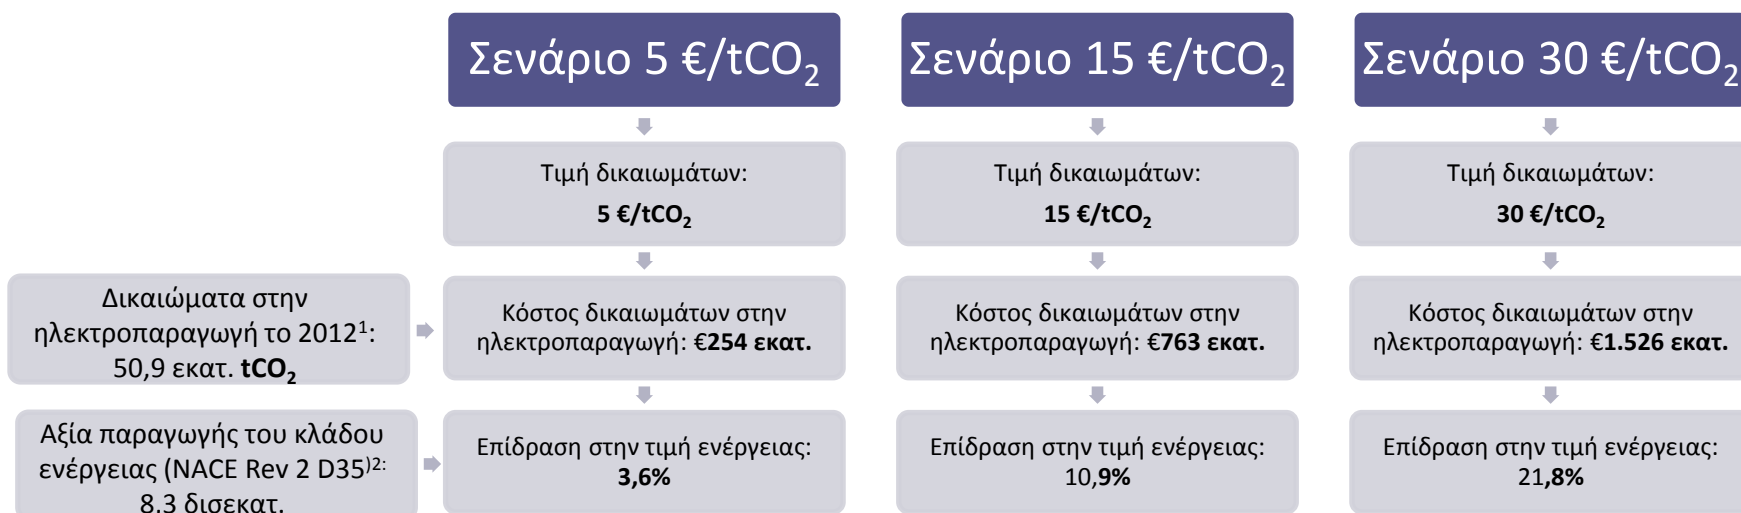 Σενάριο 5 €/tCO₂
Σενάριο 15 €/tCO₂
Σενάριο 30 €/tCO₂
Τιμή δικαιωμάτων:
5 €/tCO₂
Τιμή δικαιωμάτων:
15 €/tCO₂
Τιμή δικαιωμάτων:
30 €/tCO₂
Δικαιώματα στην
ηλεκτροπαραγωγή το 2012¹:
50,9 εκατ. tCO₂
Κόστος δικαιωμάτων στην
ηλεκτροπαραγωγή: €254 εκατ.
Κόστος δικαιωμάτων στην
ηλεκτροπαραγωγή: €763 εκατ.
Κόστος δικαιωμάτων στην
ηλεκτροπαραγωγή: €1.526 εκατ.
Αξία παραγωγής του κλάδου
ενέργειας (NACE Rev 2 D35)²:
8,3 δισεκατ.
Επίδραση στην τιμή ενέργειας:
3,6%
Επίδραση στην τιμή ενέργειας:
10,9%
Επίδραση στην τιμή ενέργειας:
21,8%